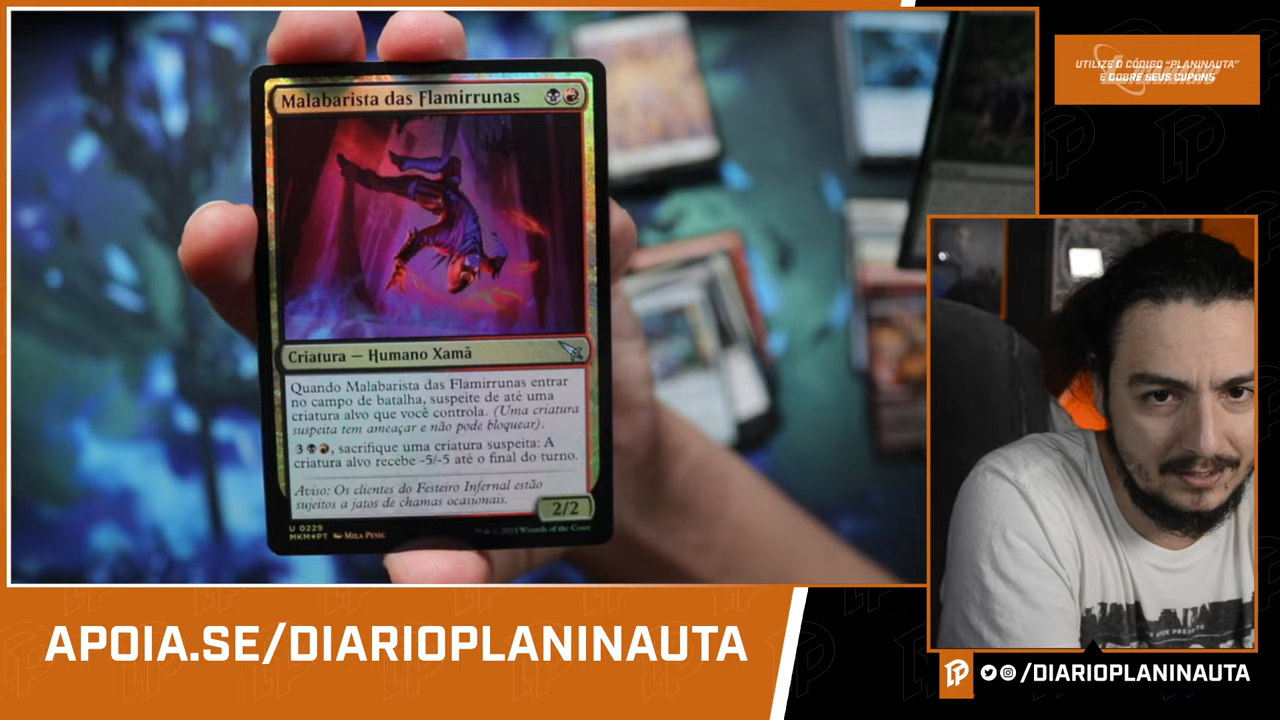 Malabarista das Flamirrunas
Criatura — Humano Xamã
Quando Malabarista das Flamirrunas entrar
no campo de batalha, suspeite de até uma
criatura alvo que você controla. (Uma criatura
suspeita tem ameaçar e não pode bloquear).
3, sacrifique uma criatura suspeita: A
criatura alvo recebe -5/-5 até o final do turno.
Aviso: Os clientes do Festeiro Infernal estão
sujeitos a jatos de chamas ocasionais.
2/2
U 0229
MKM★PT Mila Pesic
2024 Wizards of the Coast
UTILIZE O CÓDIGO "PLANINAUTA"
E DOBRE SEUS CUPONS
APOIA.SE/DIARIOPLANINAUTA
/DIARIOPLANINAUTA